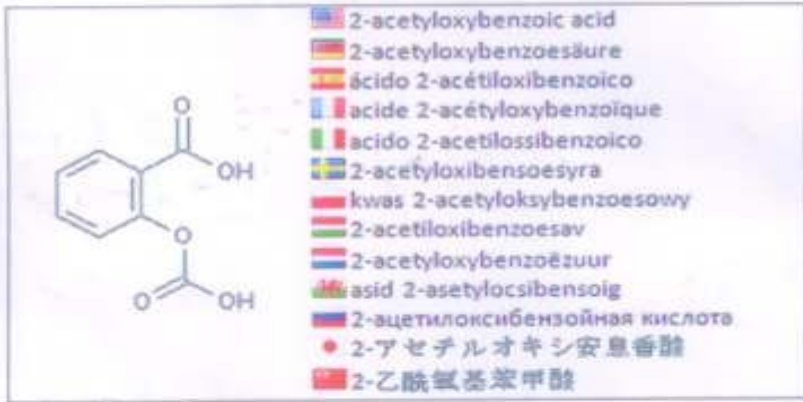 O
OH
O
O
OH
2-acetyloxybenzoic acid
2-acetyloxybenzoesäure
ácido 2-acétiloxibenzoico
acide 2-acétyloxybenzoïque
acido 2-acetilossibenzoico
2-acetyloxibensoesyra
kwas 2-acetyloksybenzoesowy
2-acetiloxibenzoesav
2-acetyloxybenzoëzuur
asid 2-asetylocsibensoig
2-ацетилоксибензойная кислота
2-アセチルオキシ安息香酸
2-乙酰氧基苯甲酸